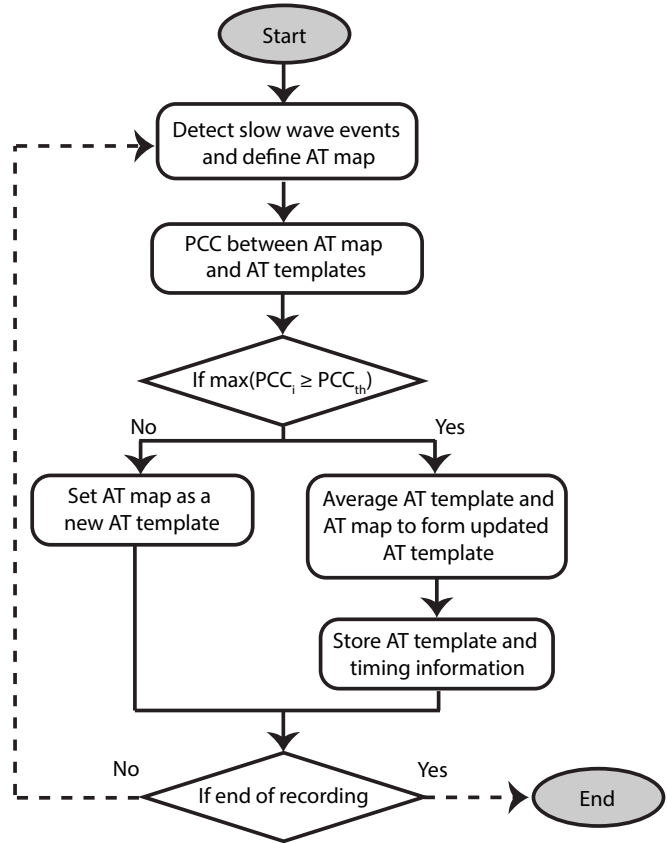 Start
Detect slow wave events
and define AT map
PCC between AT map
and AT templates
If max(PCCᵢ ≥ PCCₜₕ)
No
Yes
Set AT map as a
new AT template
Average AT template and
AT map to form updated
AT template
Store AT template and
timing information
No
If end of recording
Yes
End